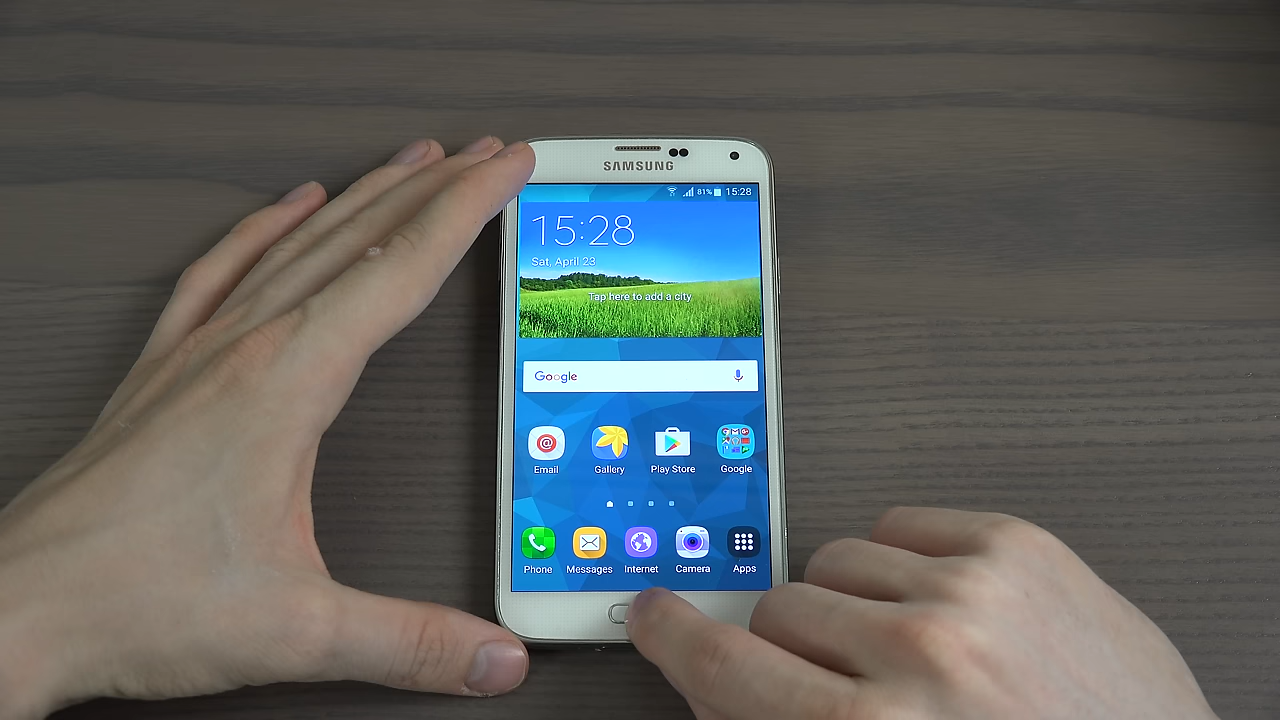 SAMSUNG
81% 15:28
15:28
Sat, April 23
Tap here to add a city
Google
@
Email Gallery Play Store Google
Phone Messages Internet Camera Apps